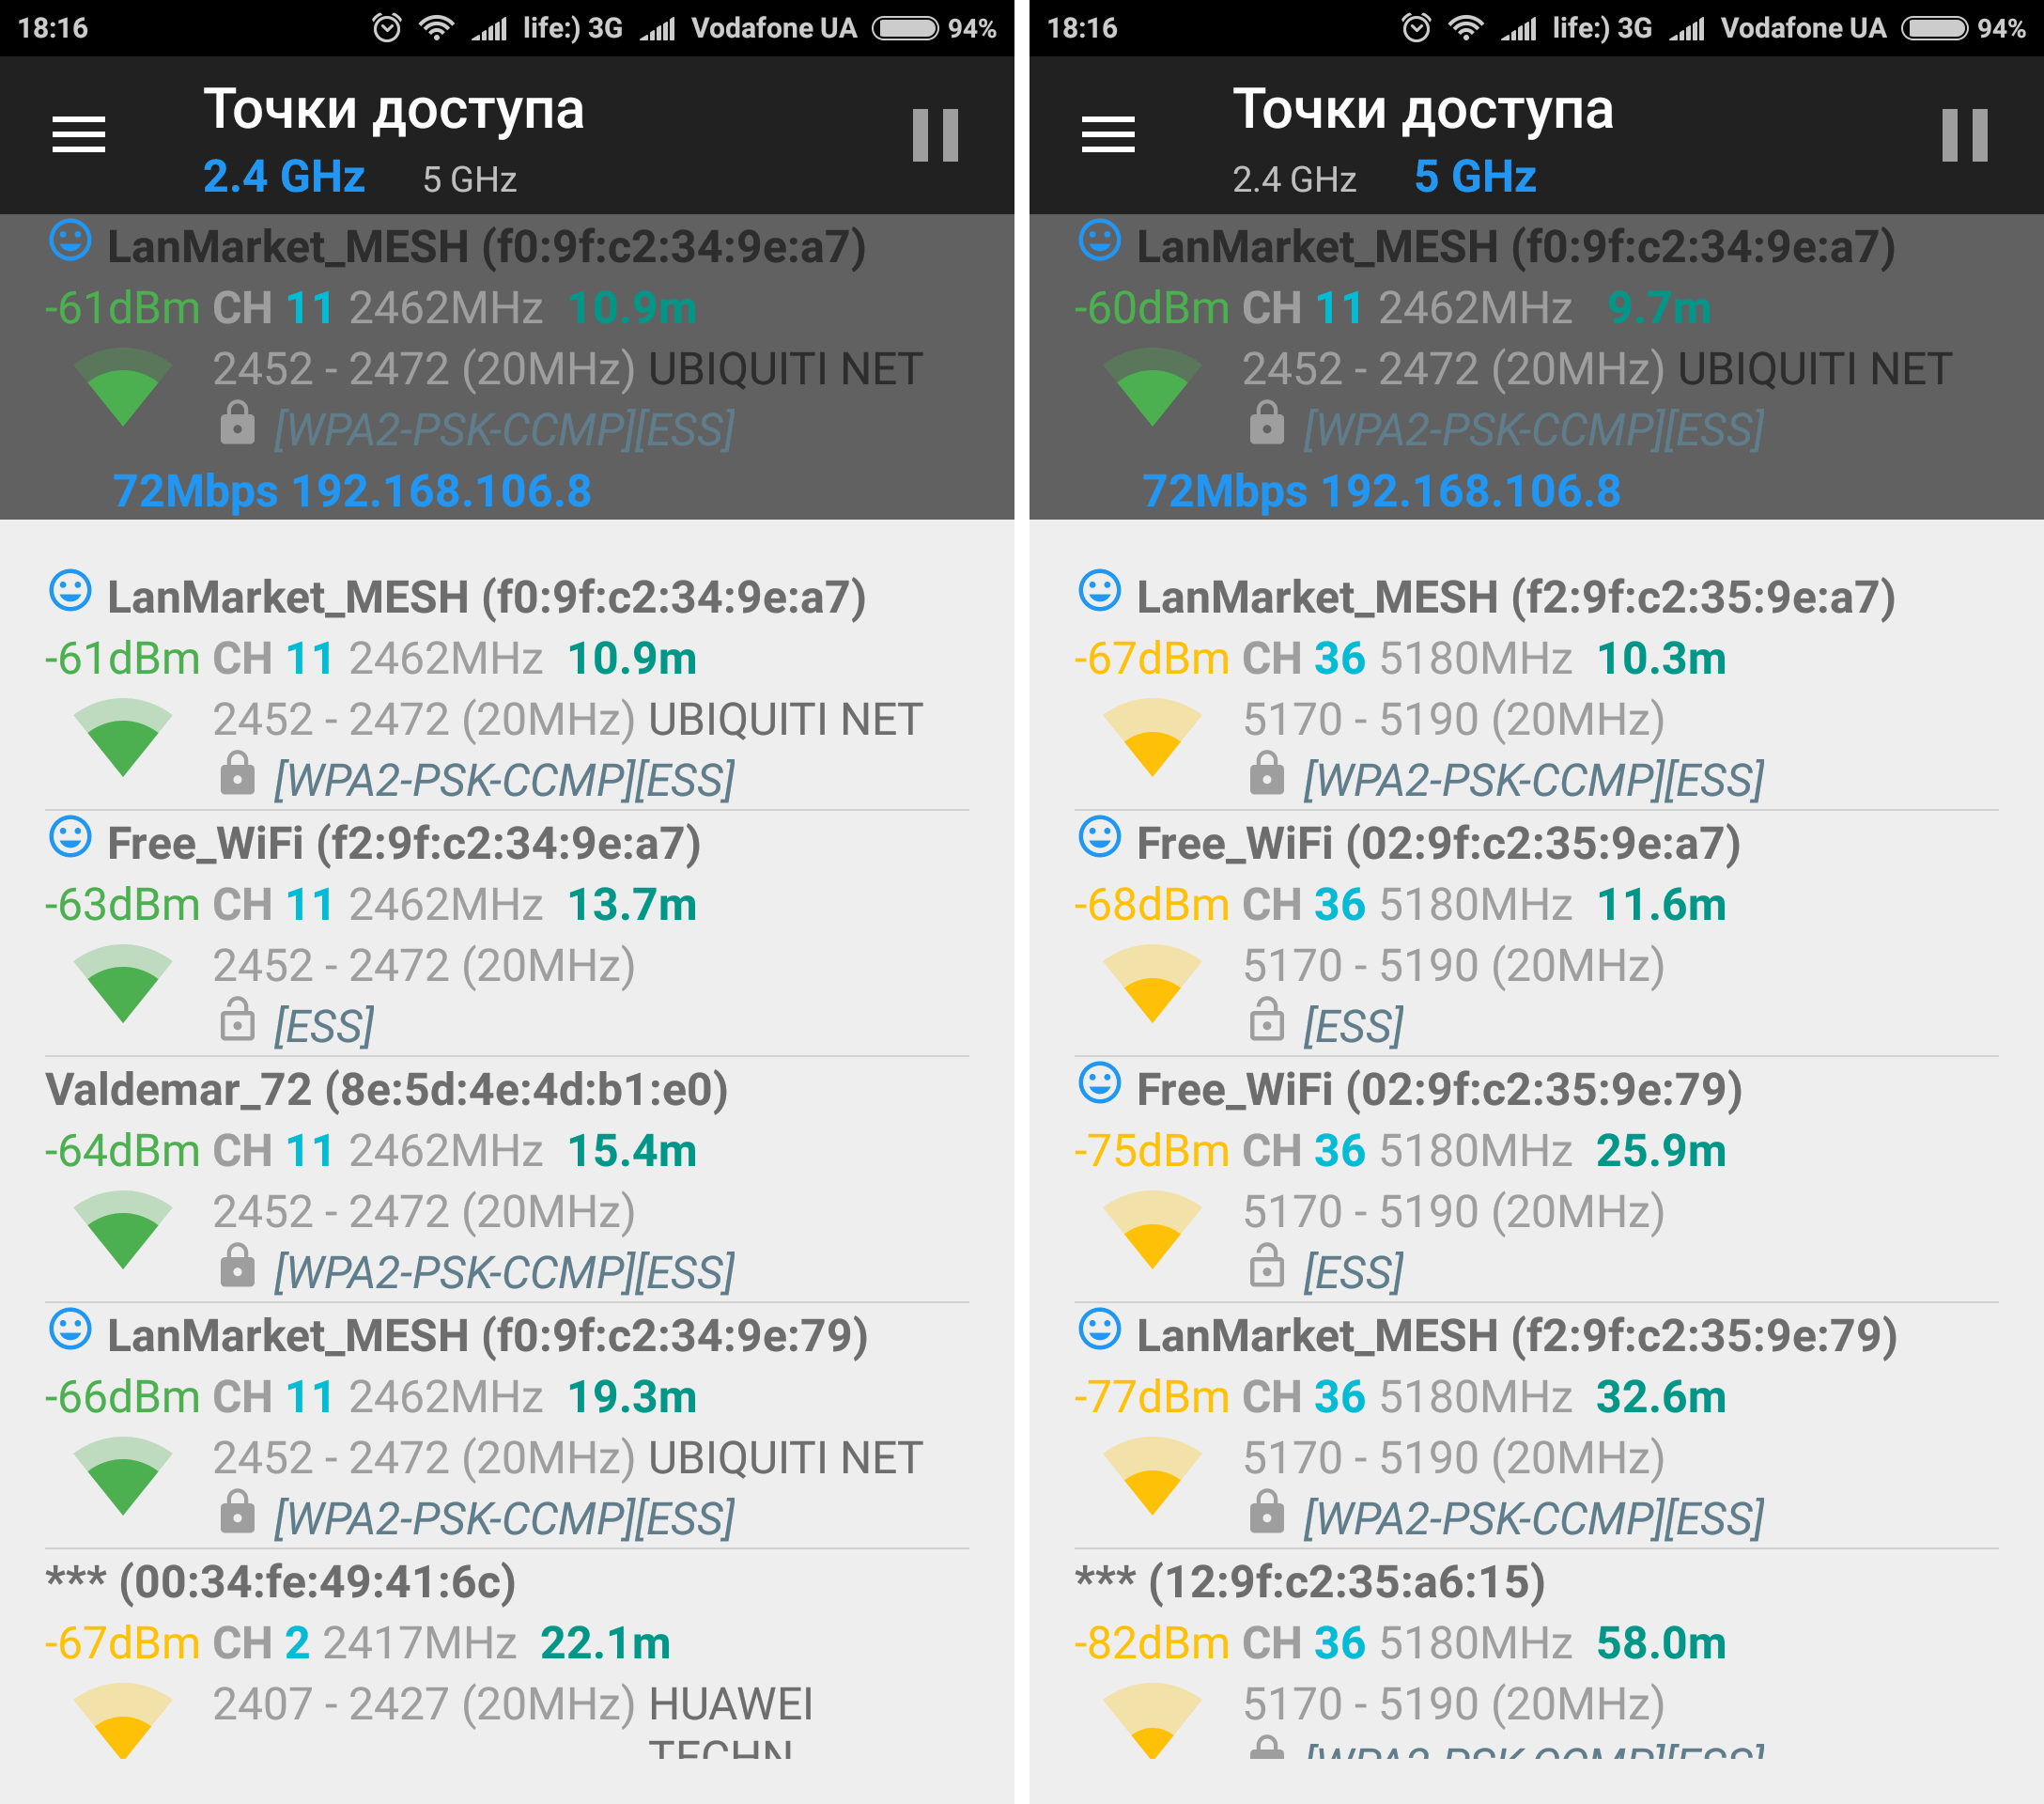 18:16 life:) 3G Vodafone UA 94%
Точки доступа
2.4 GHz 5 GHz
LanMarket_MESH (f0:9f:c2:34:9e:a7)
-61dBm CH 11 2462MHz 10.9m
2452 - 2472 (20MHz) UBIQUITI NET
[WPA2-PSK-CCMP][ESS]
72Mbps 192.168.106.8
LanMarket_MESH (f0:9f:c2:34:9e:a7)
-61dBm CH 11 2462MHz 10.9m
2452 - 2472 (20MHz) UBIQUITI NET
[WPA2-PSK-CCMP][ESS]
Free_WiFi (f2:9f:c2:34:9e:a7)
-63dBm CH 11 2462MHz 13.7m
2452 - 2472 (20MHz)
[ESS]
Valdemar_72 (8e:5d:4e:4d:b1:e0)
-64dBm CH 11 2462MHz 15.4m
2452 - 2472 (20MHz)
[WPA2-PSK-CCMP][ESS]
LanMarket_MESH (f0:9f:c2:34:9e:79)
-66dBm CH 11 2462MHz 19.3m
2452 - 2472 (20MHz) UBIQUITI NET
[WPA2-PSK-CCMP][ESS]
*** (00:34:fe:49:41:6c)
-67dBm CH 2 2417MHz 22.1m
2407 - 2427 (20MHz) HUAWEI
TECHN
18:16 life:) 3G Vodafone UA 94%
Точки доступа
2.4 GHz 5 GHz
LanMarket_MESH (f0:9f:c2:34:9e:a7)
-60dBm CH 11 2462MHz 9.7m
2452 - 2472 (20MHz) UBIQUITI NET
[WPA2-PSK-CCMP][ESS]
72Mbps 192.168.106.8
LanMarket_MESH (f2:9f:c2:35:9e:a7)
-67dBm CH 36 5180MHz 10.3m
5170 - 5190 (20MHz)
[WPA2-PSK-CCMP][ESS]
Free_WiFi (02:9f:c2:35:9e:a7)
-68dBm CH 36 5180MHz 11.6m
5170 - 5190 (20MHz)
[ESS]
Free_WiFi (02:9f:c2:35:9e:79)
-75dBm CH 36 5180MHz 25.9m
5170 - 5190 (20MHz)
[ESS]
LanMarket_MESH (f2:9f:c2:35:9e:79)
-77dBm CH 36 5180MHz 32.6m
5170 - 5190 (20MHz)
[WPA2-PSK-CCMP][ESS]
*** (12:9f:c2:35:a6:15)
-82dBm CH 36 5180MHz 58.0m
5170 - 5190 (20MHz)
[WPA2-PSK-CCMP][ESS]